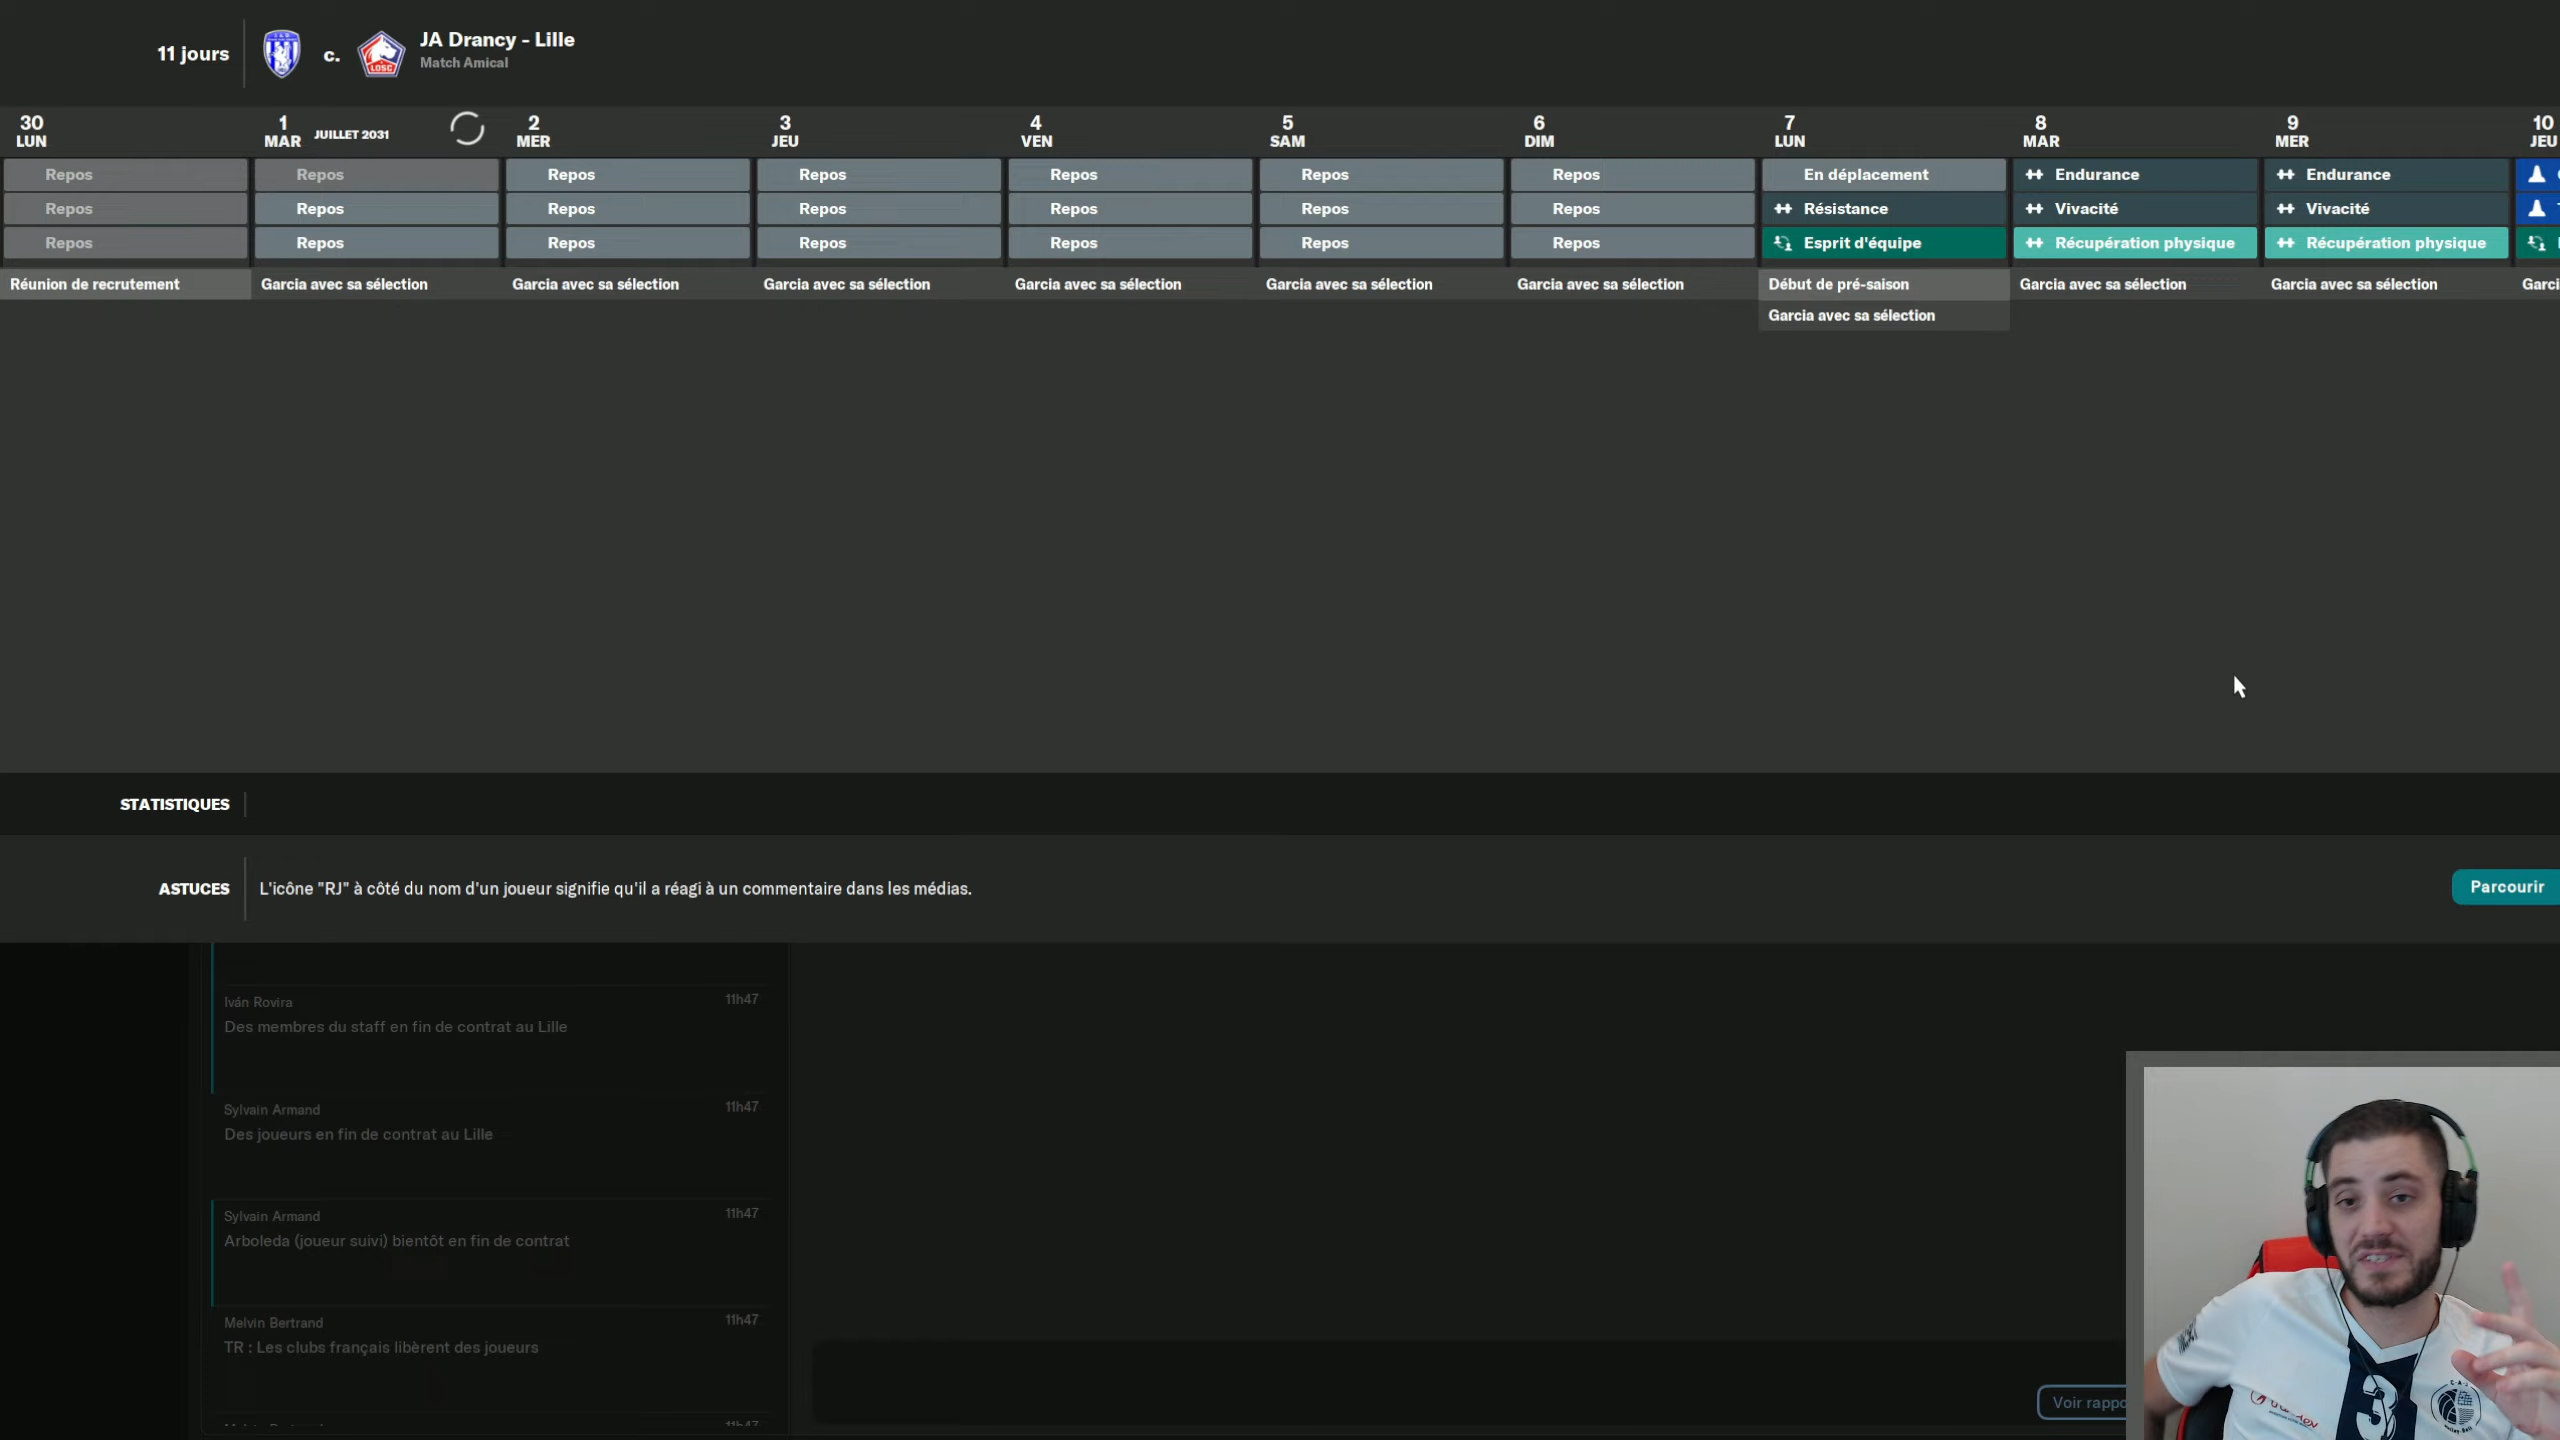 11 jours
c.
LOSC
JA Drancy - Lille
Match Amical
30 LUN
1 MAR JUILLET 2031
2 MER
3 JEU
4 VEN
5 SAM
6 DIM
7 LUN
8 MAR
9 MER
10 JEU
Repos Repos Repos Repos Repos Repos Repos En déplacement Endurance Endurance
Repos Repos Repos Repos Repos Repos Repos Résistance Vivacité Vivacité
Repos Repos Repos Repos Repos Repos Repos Esprit d'équipe Récupération physique Récupération physique
Réunion de recrutement Garcia avec sa sélection Garcia avec sa sélection Garcia avec sa sélection Garcia avec sa sélection Garcia avec sa sélection Garcia avec sa sélection Début de pré-saison Garcia avec sa sélection Garcia avec sa sélection Garci
Garcia avec sa sélection
STATISTIQUES
ASTUCES L'icône "RJ" à côté du nom d'un joueur signifie qu'il a réagi à un commentaire dans les médias.
Parcourir
Iván Rovira 11h47
Des membres du staff en fin de contrat au Lille
Sylvain Armand 11h47
Des joueurs en fin de contrat au Lille
Sylvain Armand 11h47
Arboleda (joueur suivi) bientôt en fin de contrat
Melvin Bertrand 11h47
TR : Les clubs français libèrent des joueurs
Voir rappo
3